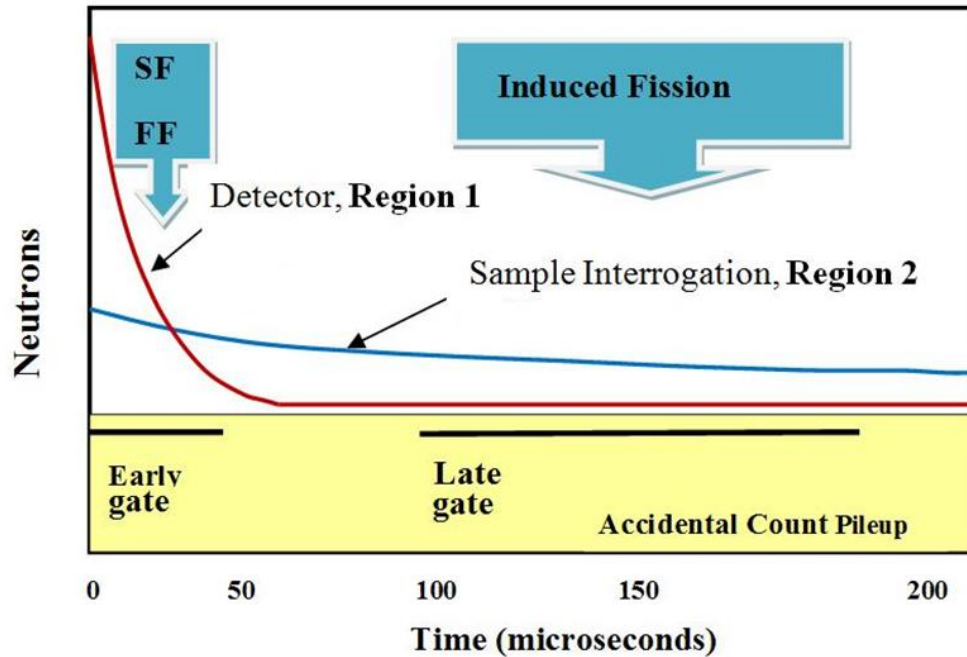 SF
FF
Induced Fission
Detector, Region 1
Sample Interrogation, Region 2
Neutrons
Early
gate
Late
gate
Accidental Count Pileup
0 50 100 150 200
Time (microseconds)